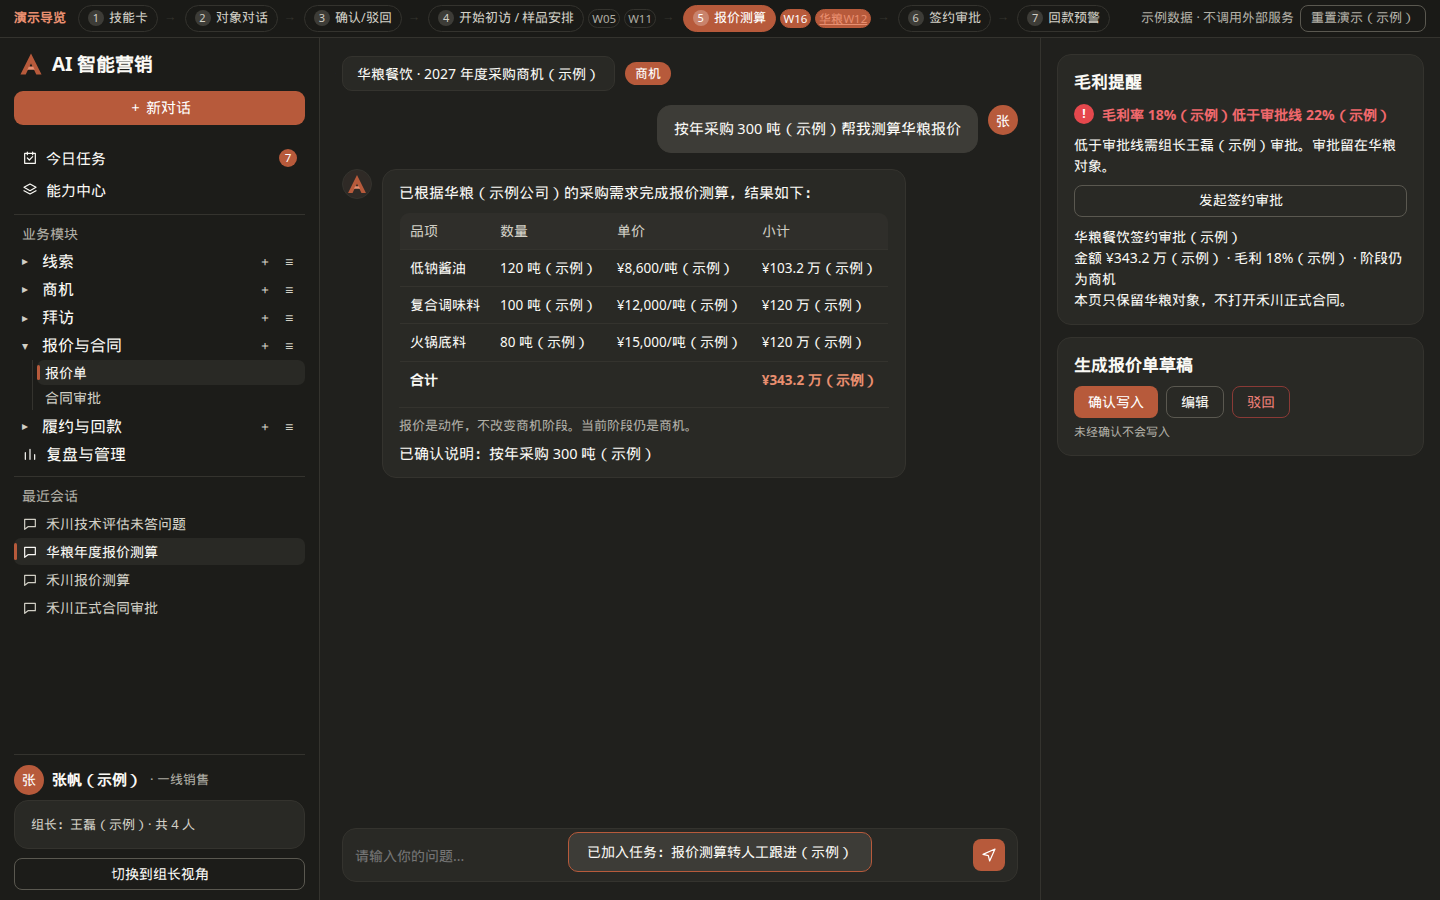 演示导览 1 技能卡 → 2 对象对话 → 3 确认/驳回 → 4 开始初访 / 样品安排 W05 W11 → 5 报价测算 W16 华粮W12 → 6 签约审批 → 7 回款预警 示例数据 · 不调用外部服务 重置演示（示例）
AI 智能营销
+ 新对话
今日任务 7
能力中心
业务模块
▸ 线索 + ≡
▸ 商机 + ≡
▸ 拜访 + ≡
▾ 报价与合同 + ≡
报价单
合同审批
▸ 履约与回款 + ≡
复盘与管理
最近会话
禾川技术评估未答问题
华粮年度报价测算
禾川报价测算
禾川正式合同审批
张 张帆（示例） · 一线销售
组长：王磊（示例）· 共 4 人
切换到组长视角
华粮餐饮 · 2027 年度采购商机（示例） 商机
按年采购 300 吨（示例）帮我测算华粮报价 张
已根据华粮（示例公司）的采购需求完成报价测算，结果如下：
品项 数量 单价 小计
低钠酱油 120 吨（示例） ¥8,600/吨（示例） ¥103.2 万（示例）
复合调味料 100 吨（示例） ¥12,000/吨（示例） ¥120 万（示例）
火锅底料 80 吨（示例） ¥15,000/吨（示例） ¥120 万（示例）
合计 ¥343.2 万（示例）
报价是动作，不改变商机阶段。当前阶段仍是商机。
已确认说明：按年采购 300 吨（示例）
请输入你的问题...
已加入任务：报价测算转人工跟进（示例）
毛利提醒
! 毛利率 18%（示例）低于审批线 22%（示例）
低于审批线需组长王磊（示例）审批。审批留在华粮
对象。
发起签约审批
华粮餐饮签约审批（示例）
金额 ¥343.2 万（示例）· 毛利 18%（示例）· 阶段仍
为商机
本页只保留华粮对象，不打开禾川正式合同。
生成报价单草稿
确认写入 编辑 驳回
未经确认不会写入